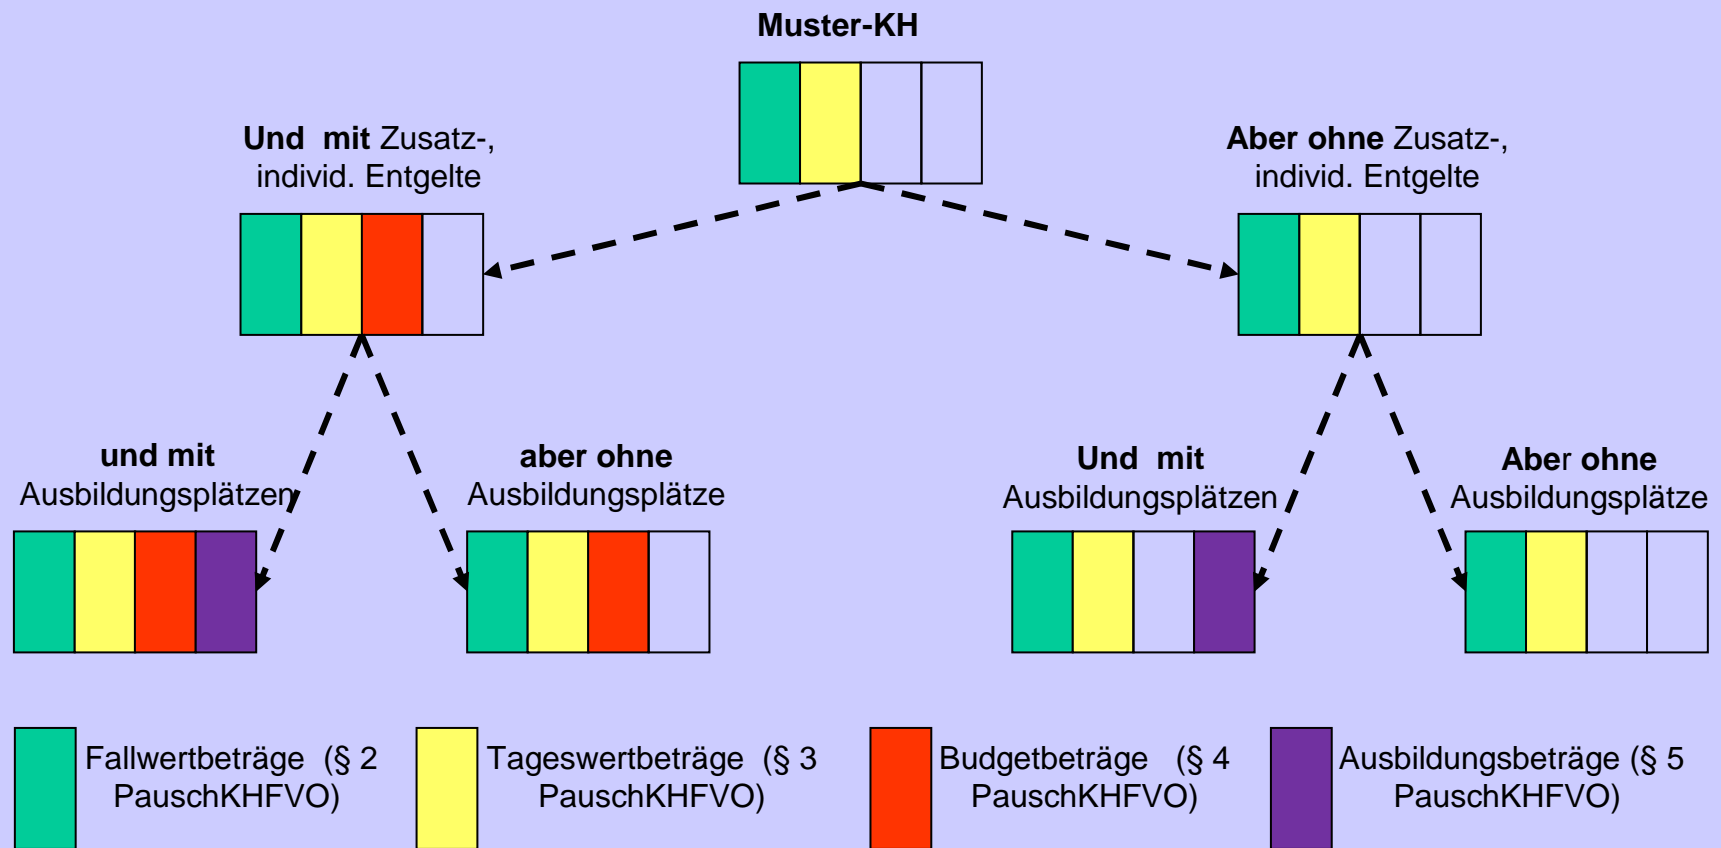 Muster-KH
Und  mit Zusatz-,
individ. Entgelte
Aber ohne Zusatz-,
individ. Entgelte
und mit
Ausbildungsplätzen
aber ohne
Ausbildungsplätze
Und  mit
Ausbildungsplätzen
Aber ohne
Ausbildungsplätze
Fallwertbeträge  (§ 2
PauschKHFVO)
Tageswertbeträge  (§ 3
PauschKHFVO)
Budgetbeträge   (§ 4
PauschKHFVO)
Ausbildungsbeträge (§ 5
PauschKHFVO)